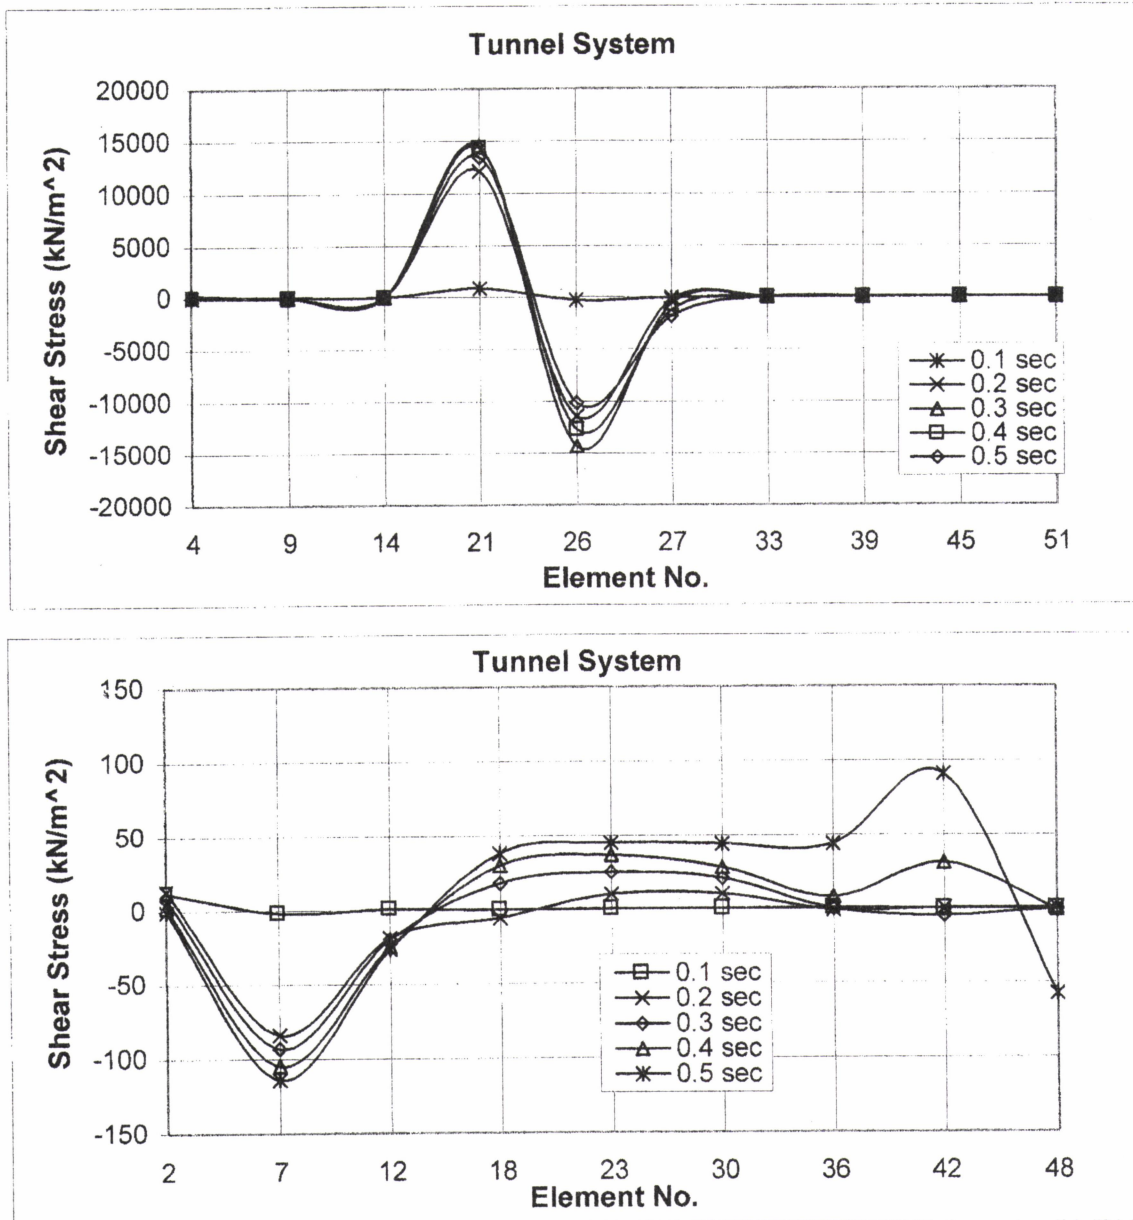 Tunnel System
20000
15000
10000
5000
0
-5000
-10000
-15000
-20000
Shear Stress (kN/m^2)
0.1 sec
0.2 sec
0.3 sec
0.4 sec
0.5 sec
4 9 14 21 26 27 33 39 45 51
Element No.
Tunnel System
150
100
50
0
-50
-100
-150
Shear Stress (kN/m^2)
0.1 sec
0.2 sec
0.3 sec
0.4 sec
0.5 sec
2 7 12 18 23 30 36 42 48
Element No.